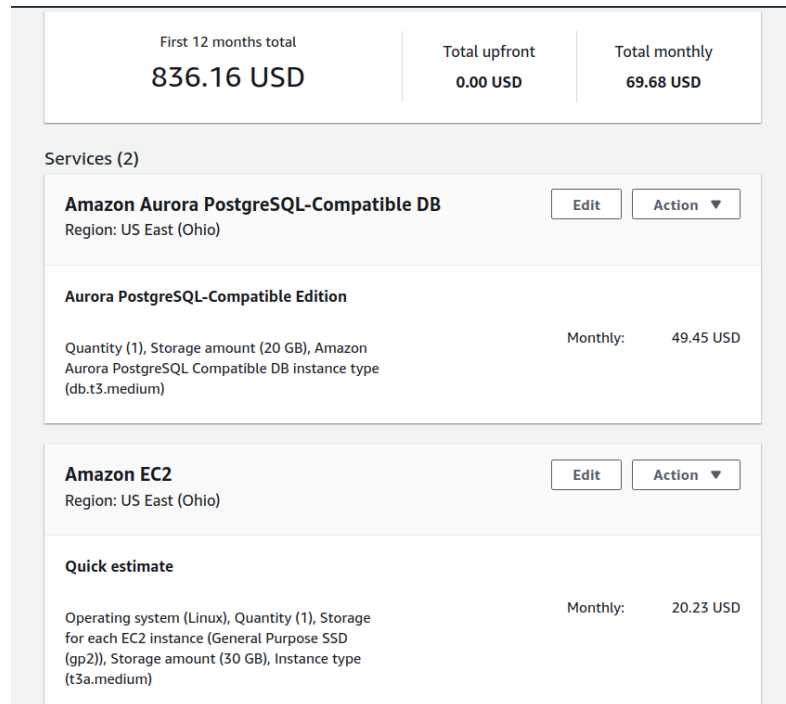 First 12 months total
836.16 USD
Total upfront
0.00 USD
Total monthly
69.68 USD
Services (2)
Amazon Aurora PostgreSQL-Compatible DB
Region: US East (Ohio)
Edit
Action
Aurora PostgreSQL-Compatible Edition
Quantity (1), Storage amount (20 GB), Amazon
Aurora PostgreSQL Compatible DB instance type
(db.t3.medium)
Monthly:
49.45 USD
Amazon EC2
Region: US East (Ohio)
Edit
Action
Quick estimate
Operating system (Linux), Quantity (1), Storage
for each EC2 instance (General Purpose SSD
(gp2)), Storage amount (30 GB), Instance type
(t3a.medium)
Monthly:
20.23 USD